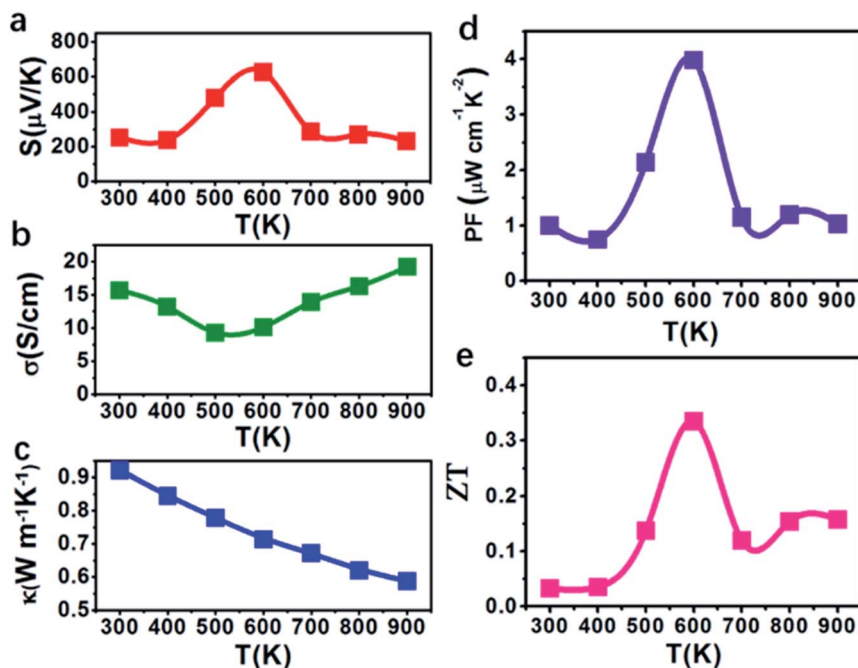 a
800
600
400
200
0
S(μV/K)
300 400 500 600 700 800 900
T(K)
b
20
15
10
5
0
σ(S/cm)
300 400 500 600 700 800 900
T(K)
c
0.9
0.8
0.7
0.6
0.5
κ(W m⁻¹K⁻¹)
300 400 500 600 700 800 900
T(K)
d
4
3
2
1
0
PF (μW cm⁻¹K⁻²)
300 400 500 600 700 800 900
T(K)
e
0.4
0.3
0.2
0.1
0.0
ZT
300 400 500 600 700 800 900
T(K)